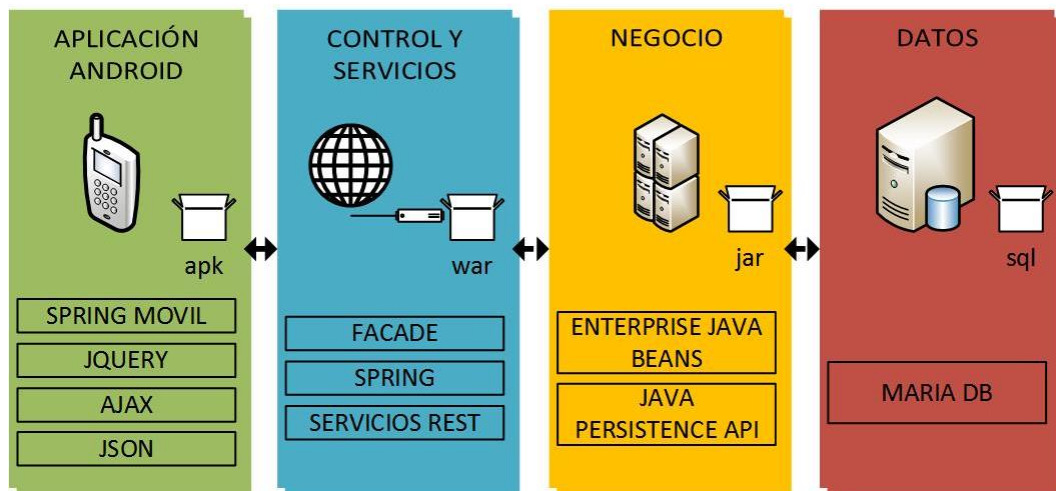 APLICACIÓN
ANDROID
apk
SPRING MOVIL
JQUERY
AJAX
JSON
CONTROL Y
SERVICIOS
war
FACADE
SPRING
SERVICIOS REST
NEGOCIO
jar
ENTERPRISE JAVA
BEANS
JAVA
PERSISTENCE API
DATOS
sql
MARIA DB